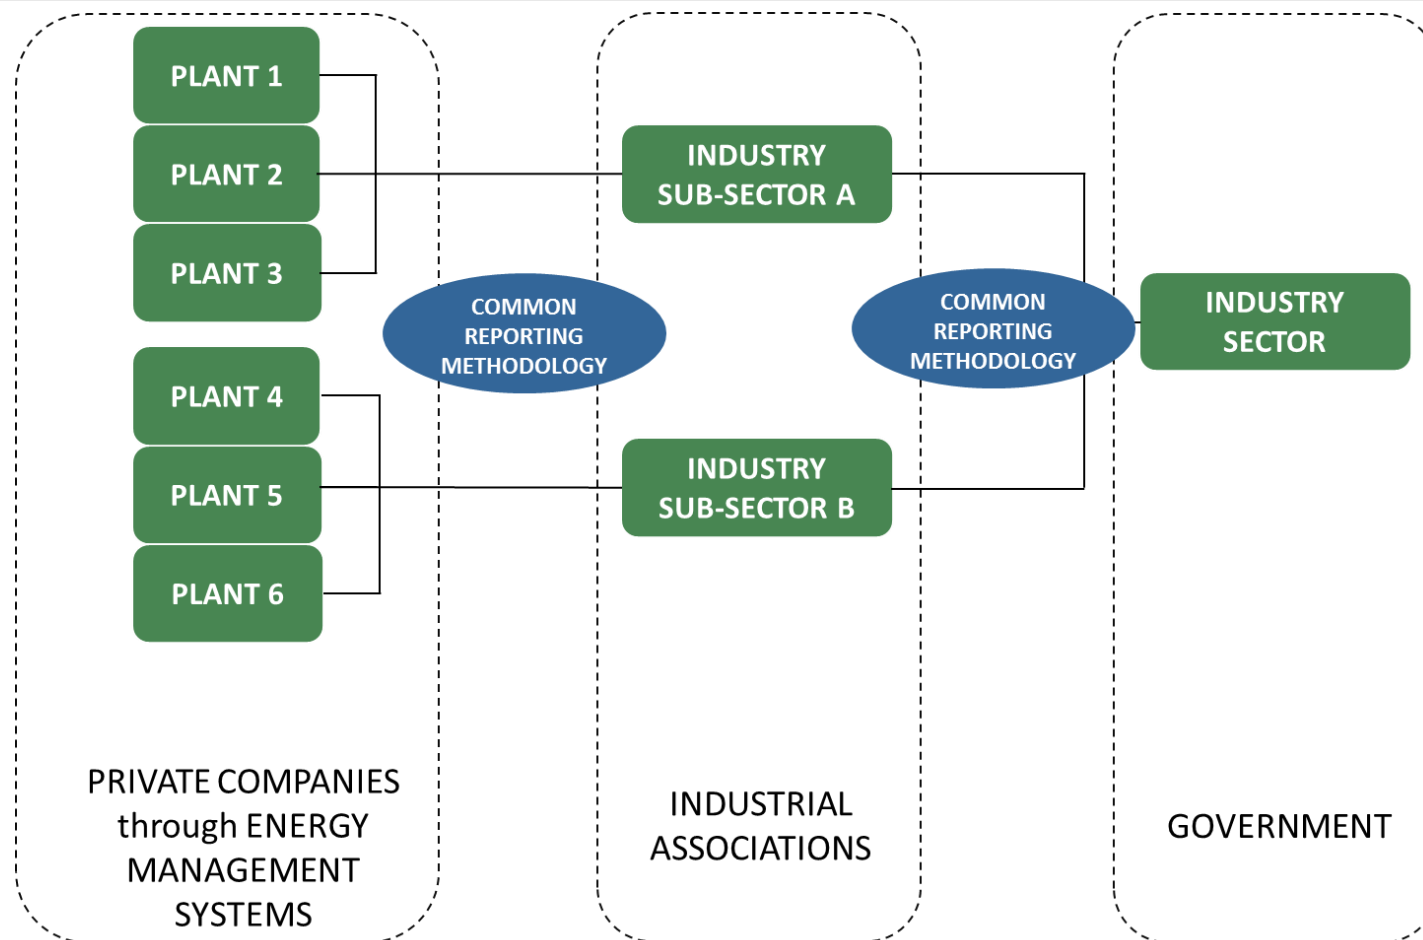 PLANT 1
PLANT 2
PLANT 3
PLANT 4
PLANT 5
PLANT 6
PRIVATE COMPANIES
through ENERGY
MANAGEMENT
SYSTEMS
COMMON
REPORTING
METHODOLOGY
INDUSTRY
SUB-SECTOR A
INDUSTRY
SUB-SECTOR B
INDUSTRIAL
ASSOCIATIONS
COMMON
REPORTING
METHODOLOGY
INDUSTRY
SECTOR
GOVERNMENT